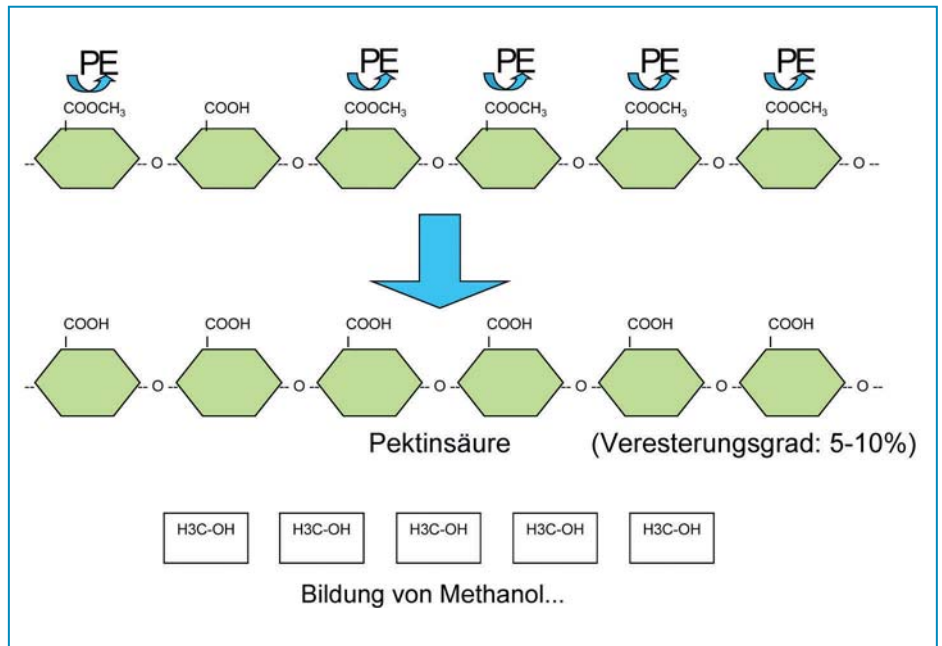 PE PE PE PE PE
COOCH₃ COOH COOCH₃ COOCH₃ COOCH₃ COOCH₃
-- -- O -- -- O -- -- O -- -- O -- -- O -- -- O --
COOH COOH COOH COOH COOH COOH
-- -- O -- -- O -- -- O -- -- O -- -- O -- -- O --
Pektinsäure (Veresterungsgrad: 5-10%)
H3C-OH H3C-OH H3C-OH H3C-OH H3C-OH
Bildung von Methanol...